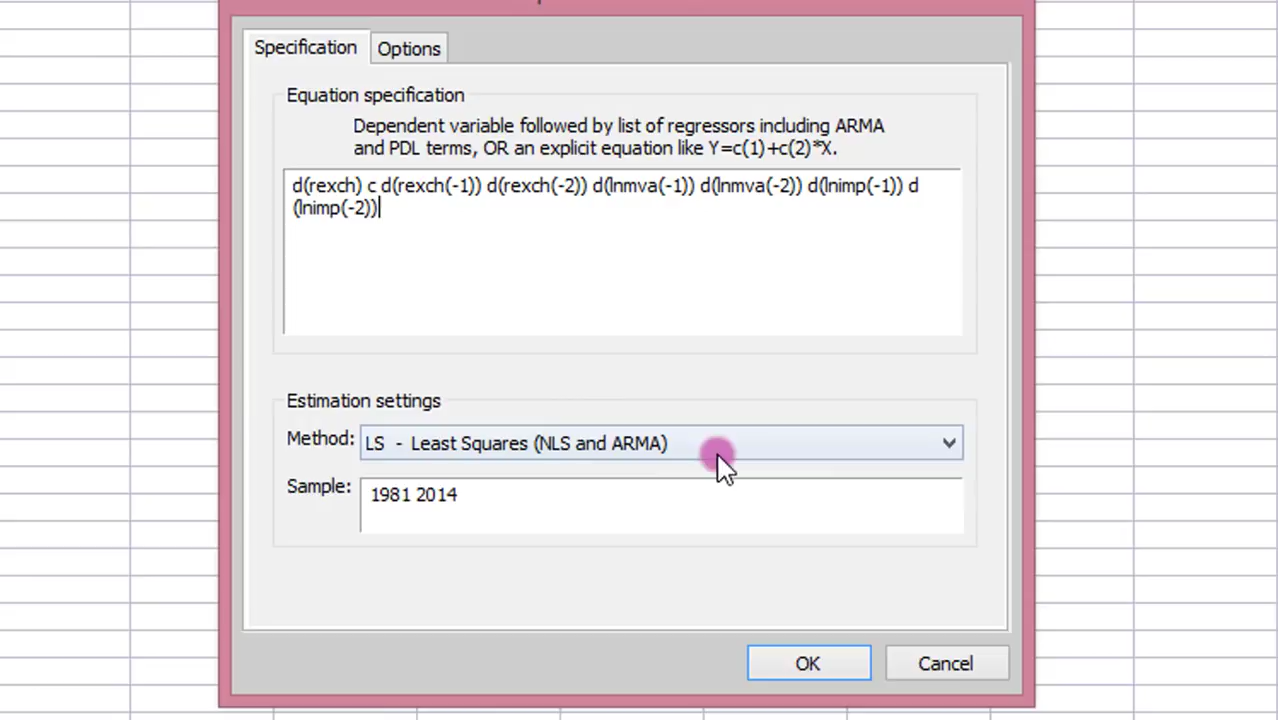 Specification
Options
Equation specification
Dependent variable followed by list of regressors including ARMA
and PDL terms, OR an explicit equation like Y=c(1)+c(2)*X.
d(rexch) c d(rexch(-1)) d(rexch(-2)) d(lnmva(-1)) d(lnmva(-2)) d(lnimp(-1)) d
(lnimp(-2))
Estimation settings
Method:
LS - Least Squares (NLS and ARMA)
Sample:
1981 2014
OK
Cancel